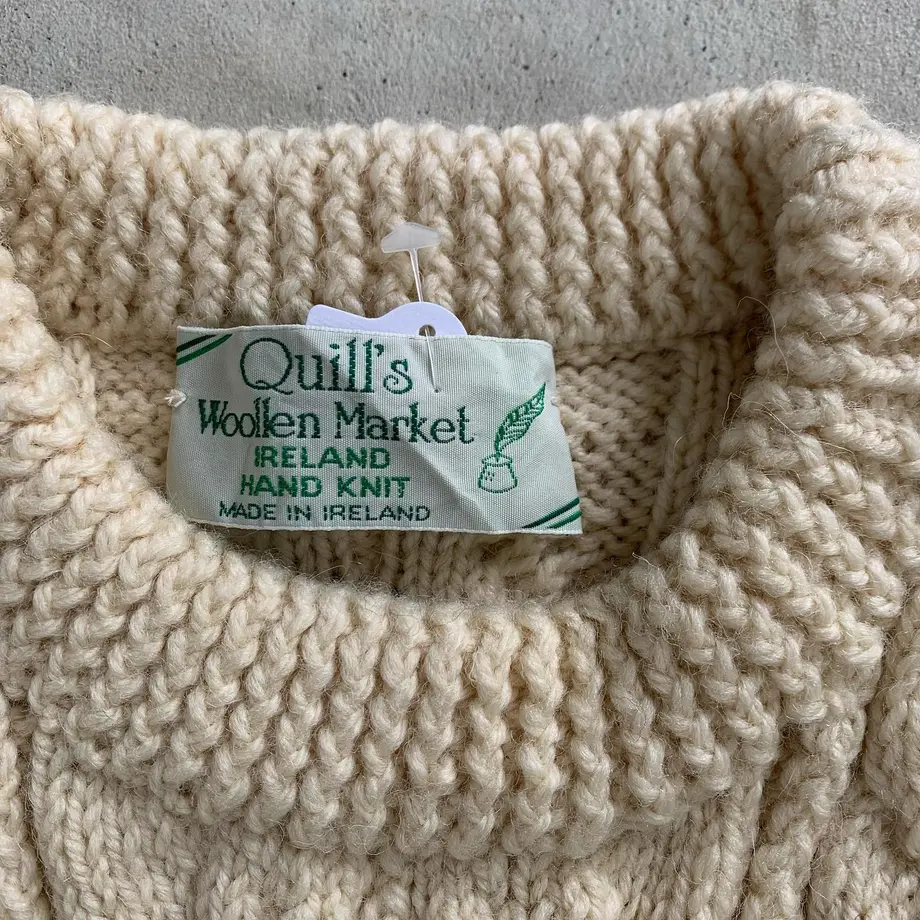 Quill's
Woollen Market
IRELAND
HAND KNIT
MADE IN IRELAND